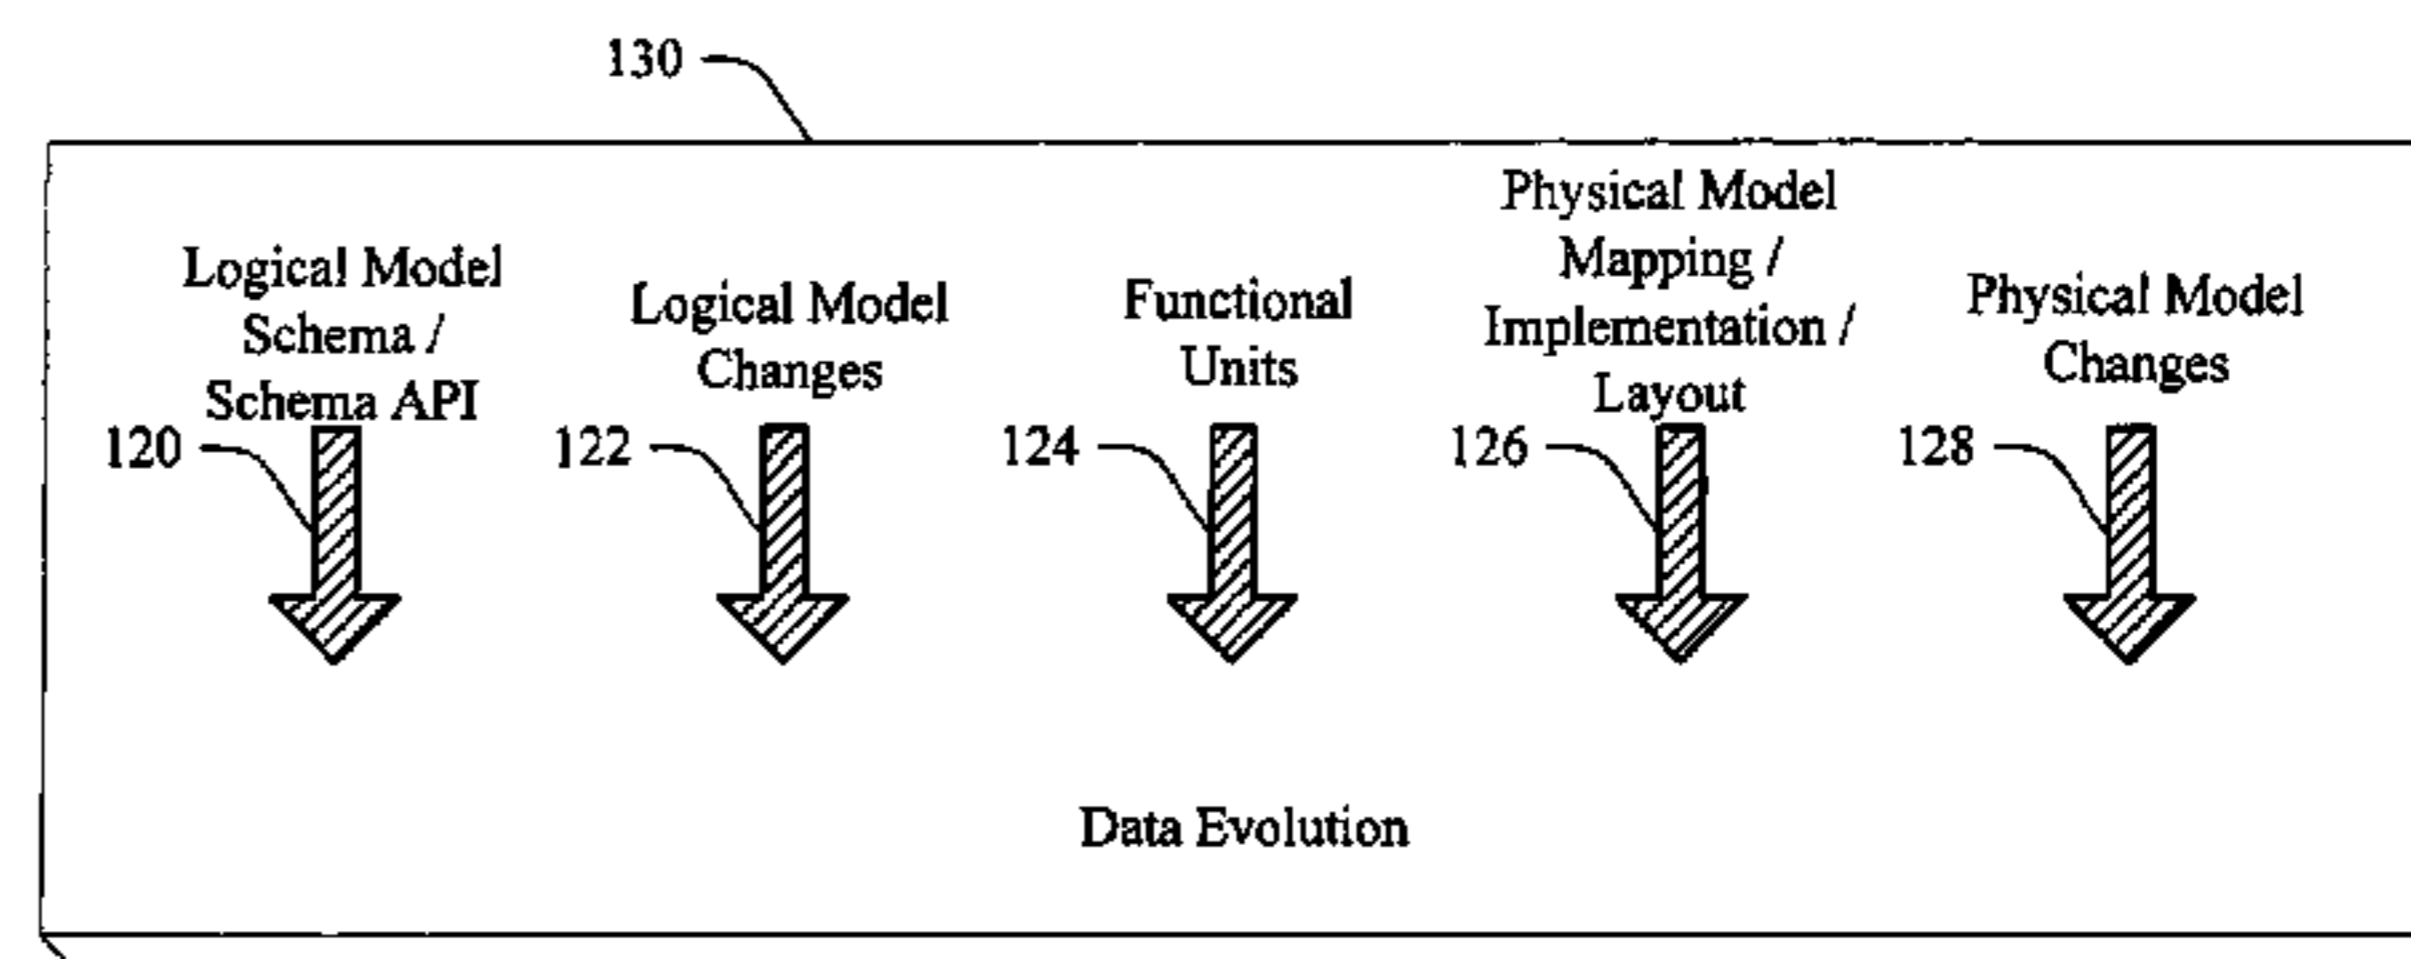 130
Logical Model
Schema /
Schema API
120
Logical Model
Changes
122
Functional
Units
124
Physical Model
Mapping /
Implementation /
Layout
126
Physical Model
Changes
128
Data Evolution